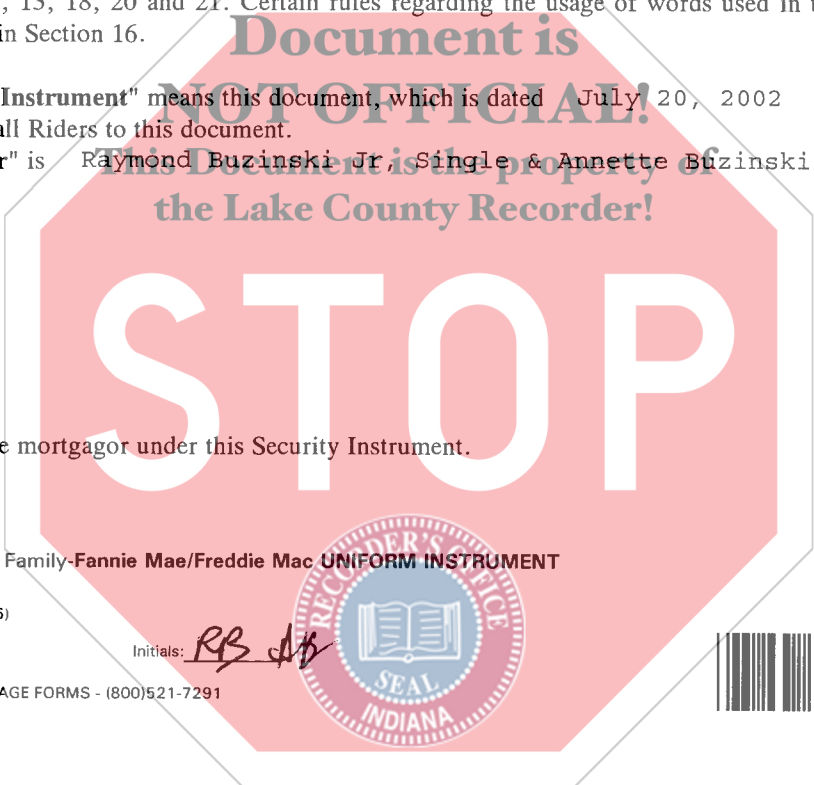 , 15, 18, 20 and 21. Certain rules regarding the usage of words used in t
in Section 16.
Document is
NOT OFFICIAL!
Instrument" means this document, which is dated July 20, 2002
all Riders to this document.
r" is Raymond Buzinski Jr, Single & Annette Buzinski
This Document is the property of
the Lake County Recorder!
STOP
e mortgagor under this Security Instrument.
Family-Fannie Mae/Freddie Mac UNIFORM INSTRUMENT
6)
Initials: RB AB
AGE FORMS - (800)521-7291
RECORDER'S OFFICE
SEAL
INDIANA